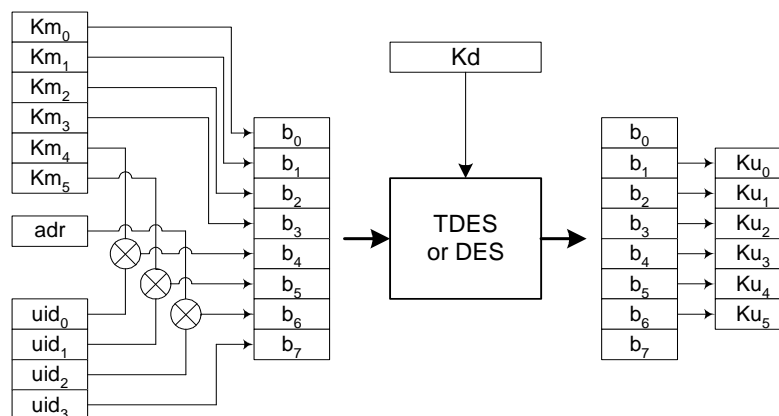 Km₀
Km₁
Km₂
Km₃
Km₄
Km₅
adr
uid₀
uid₁
uid₂
uid₃
b₀
b₁
b₂
b₃
b₄
b₅
b₆
b₇
Kd
TDES
or DES
b₀
b₁
b₂
b₃
b₄
b₅
b₆
b₇
Ku₀
Ku₁
Ku₂
Ku₃
Ku₄
Ku₅